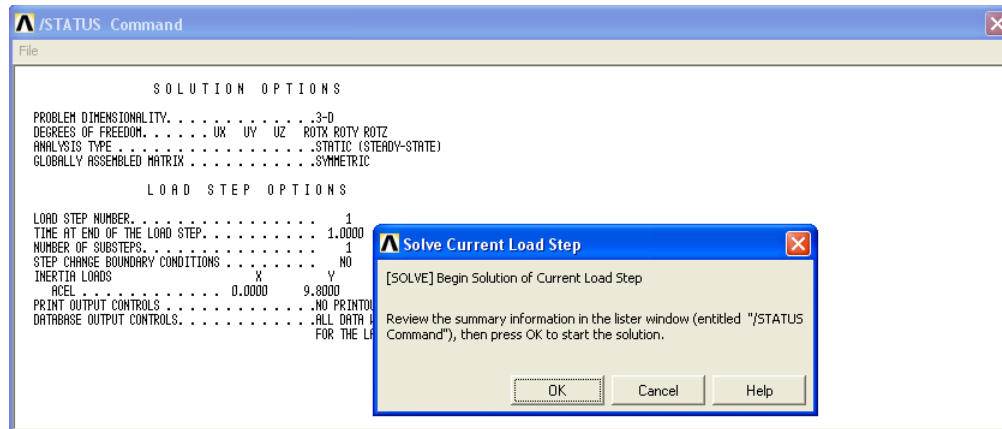 /STATUS Command
File
SOLUTION OPTIONS
PROBLEM DIMENSIONALITY. . . . . . . . . . . . .3-D
DEGREES OF FREEDOM. . . . . . UX UY UZ ROTX ROTY ROTZ
ANALYSIS TYPE . . . . . . . . . . . . . . . . .STATIC (STEADY-STATE)
GLOBALLY ASSEMBLED MATRIX . . . . . . . . . . .SYMMETRIC
LOAD STEP OPTIONS
LOAD STEP NUMBER. . . . . . . . . . . . . . . . 1
TIME AT END OF THE LOAD STEP. . . . . . . . . . 1.0000
NUMBER OF SUBSTEPS. . . . . . . . . . . . . . . 1
STEP CHANGE BOUNDARY CONDITIONS . . . . . . . . NO
INERTIA LOADS X Y
ACEL . . . . . . . . . . . . 0.0000 9.8000
PRINT OUTPUT CONTROLS . . . . . . . . . . . . .NO
DATABASE OUTPUT CONTROLS. . . . . . . . . . . .ALL DATA
FOR THE
Solve Current Load Step
[SOLVE] Begin Solution of Current Load Step
Review the summary information in the lister window (entitled "/STATUS
Command"), then press OK to start the solution.
OK Cancel Help